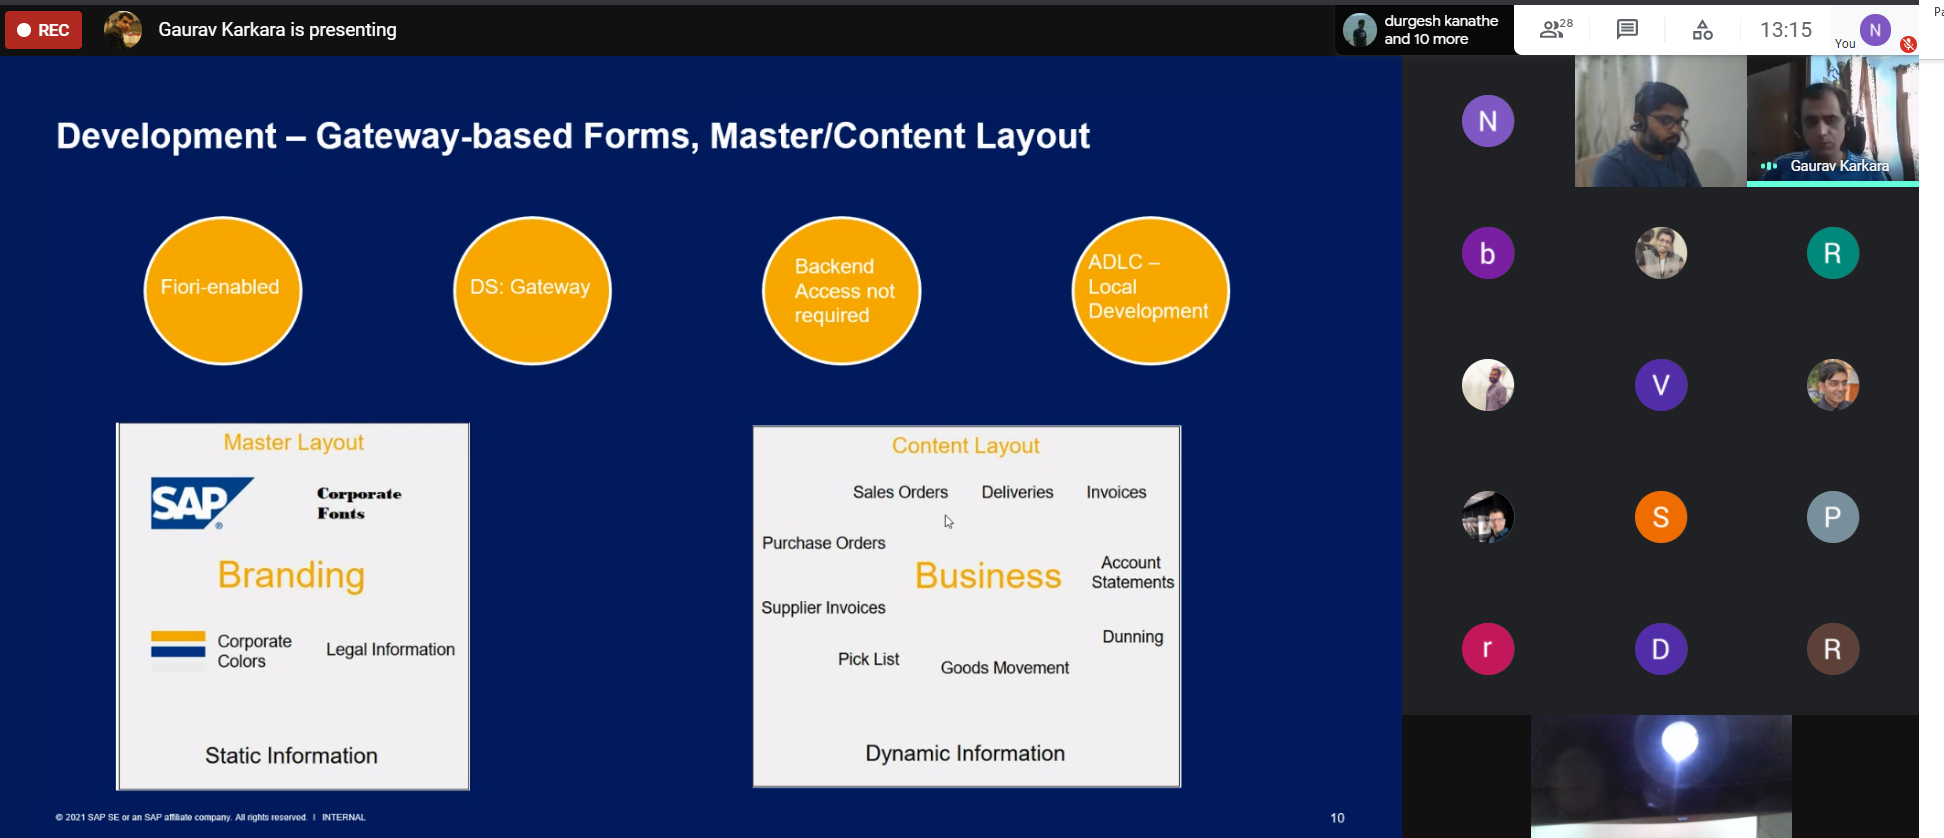 REC
Gaurav Karkara is presenting
durgesh kanathe
and 10 more
28
13:15
You
N
Pa
Development – Gateway-based Forms, Master/Content Layout
Fiori-enabled
DS: Gateway
Backend
Access not
required
ADLC –
Local
Development
Master Layout
SAP®
Corporate
Fonts
Branding
Corporate
Colors
Legal Information
Static Information
Content Layout
Sales Orders
Deliveries
Invoices
Purchase Orders
Business
Account
Statements
Supplier Invoices
Dunning
Pick List
Goods Movement
Dynamic Information
© 2021 SAP SE or an SAP affiliate company. All rights reserved. | INTERNAL
10
N
Gaurav Karkara
b
R
V
S
P
r
D
R